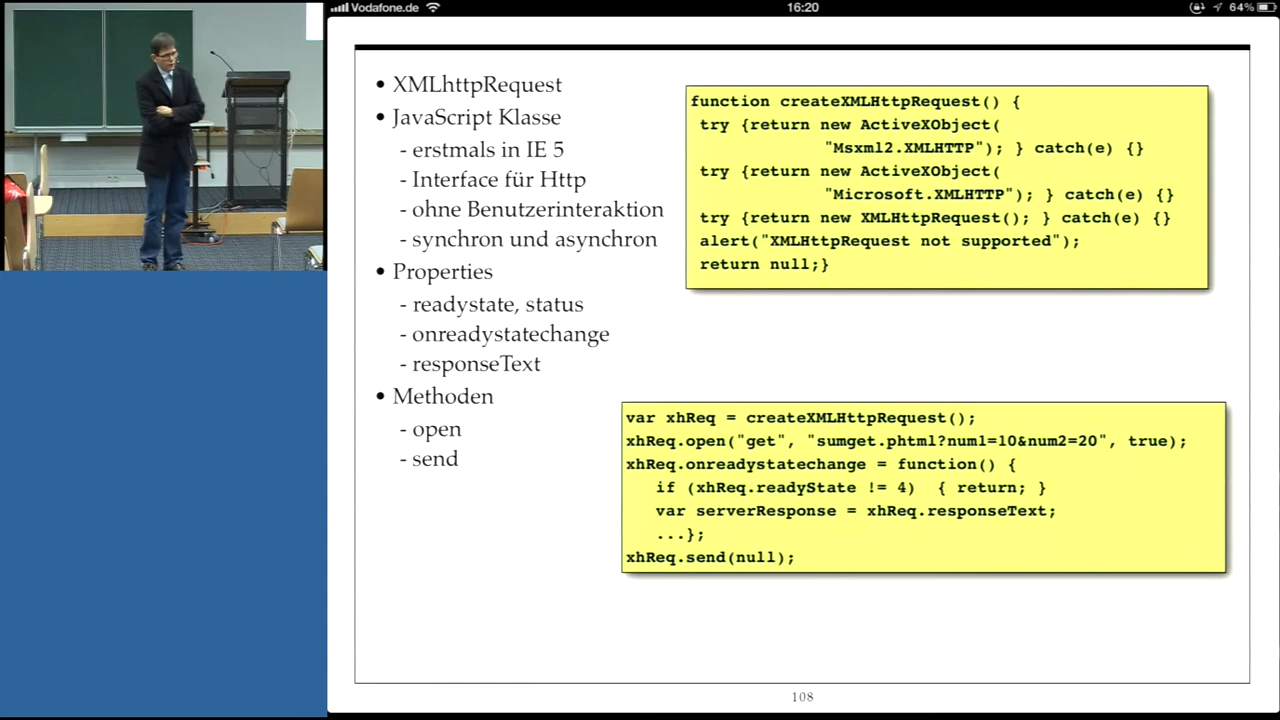 Vodafone.de
16:20
64%
• XMLhttpRequest
• JavaScript Klasse
- erstmals in IE 5
- Interface für Http
- ohne Benutzerinteraktion
- synchron und asynchron
• Properties
- readystate, status
- onreadystatechange
- responseText
• Methoden
- open
- send
function createXMLHttpRequest() {
try {return new ActiveXObject(
"Msxml2.XMLHTTP"); } catch(e) {}
try {return new ActiveXObject(
"Microsoft.XMLHTTP"); } catch(e) {}
try {return new XMLHttpRequest(); } catch(e) {}
alert("XMLHttpRequest not supported");
return null;}
var xhReq = createXMLHttpRequest();
xhReq.open("get", "sumget.phtml?num1=10&num2=20", true);
xhReq.onreadystatechange = function() {
if (xhReq.readyState != 4) { return; }
var serverResponse = xhReq.responseText;
...};
xhReq.send(null);
108